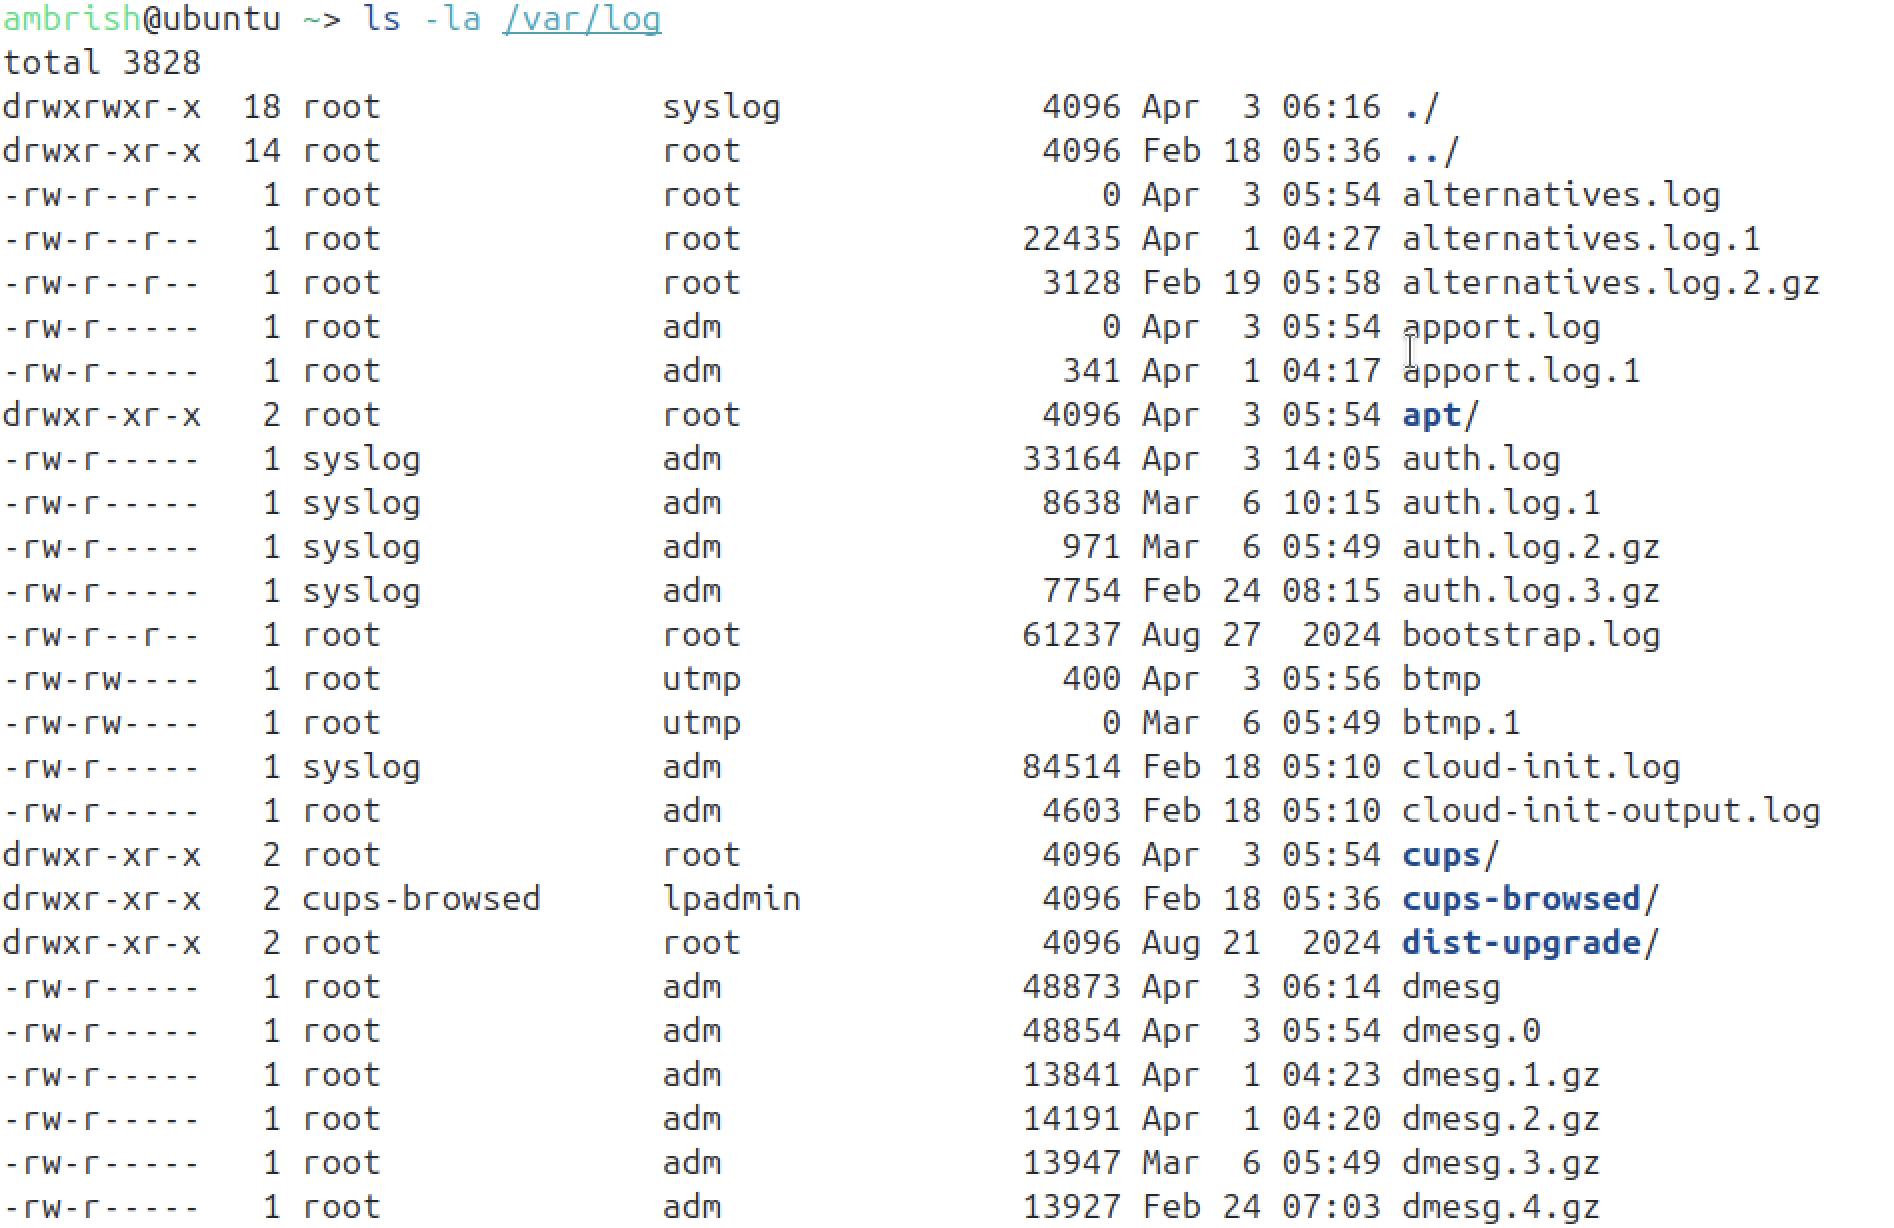 ambrish@ubuntu ~> ls -la /var/log
total 3828
drwxrwxr-x  18 root              syslog              4096 Apr  3 06:16 ./
drwxr-xr-x  14 root              root                4096 Feb 18 05:36 ../
-rw-r--r--   1 root              root                   0 Apr  3 05:54 alternatives.log
-rw-r--r--   1 root              root               22435 Apr  1 04:27 alternatives.log.1
-rw-r--r--   1 root              root                3128 Feb 19 05:58 alternatives.log.2.gz
-rw-r-----   1 root              adm                    0 Apr  3 05:54 apport.log
-rw-r-----   1 root              adm                  341 Apr  1 04:17 apport.log.1
drwxr-xr-x   2 root              root                4096 Apr  3 05:54 apt/
-rw-r-----   1 syslog            adm                33164 Apr  3 14:05 auth.log
-rw-r-----   1 syslog            adm                 8638 Mar  6 10:15 auth.log.1
-rw-r-----   1 syslog            adm                  971 Mar  6 05:49 auth.log.2.gz
-rw-r-----   1 syslog            adm                 7754 Feb 24 08:15 auth.log.3.gz
-rw-r--r--   1 root              root               61237 Aug 27  2024 bootstrap.log
-rw-rw----   1 root              utmp                 400 Apr  3 05:56 btmp
-rw-rw----   1 root              utmp                   0 Mar  6 05:49 btmp.1
-rw-r-----   1 syslog            adm                84514 Feb 18 05:10 cloud-init.log
-rw-r-----   1 root              adm                 4603 Feb 18 05:10 cloud-init-output.log
drwxr-xr-x   2 root              root                4096 Apr  3 05:54 cups/
drwxr-xr-x   2 cups-browsed      lpadmin             4096 Feb 18 05:36 cups-browsed/
drwxr-xr-x   2 root              root                4096 Aug 21  2024 dist-upgrade/
-rw-r-----   1 root              adm                48873 Apr  3 06:14 dmesg
-rw-r-----   1 root              adm                48854 Apr  3 05:54 dmesg.0
-rw-r-----   1 root              adm                13841 Apr  1 04:23 dmesg.1.gz
-rw-r-----   1 root              adm                14191 Apr  1 04:20 dmesg.2.gz
-rw-r-----   1 root              adm                13947 Mar  6 05:49 dmesg.3.gz
-rw-r-----   1 root              adm                13927 Feb 24 07:03 dmesg.4.gz